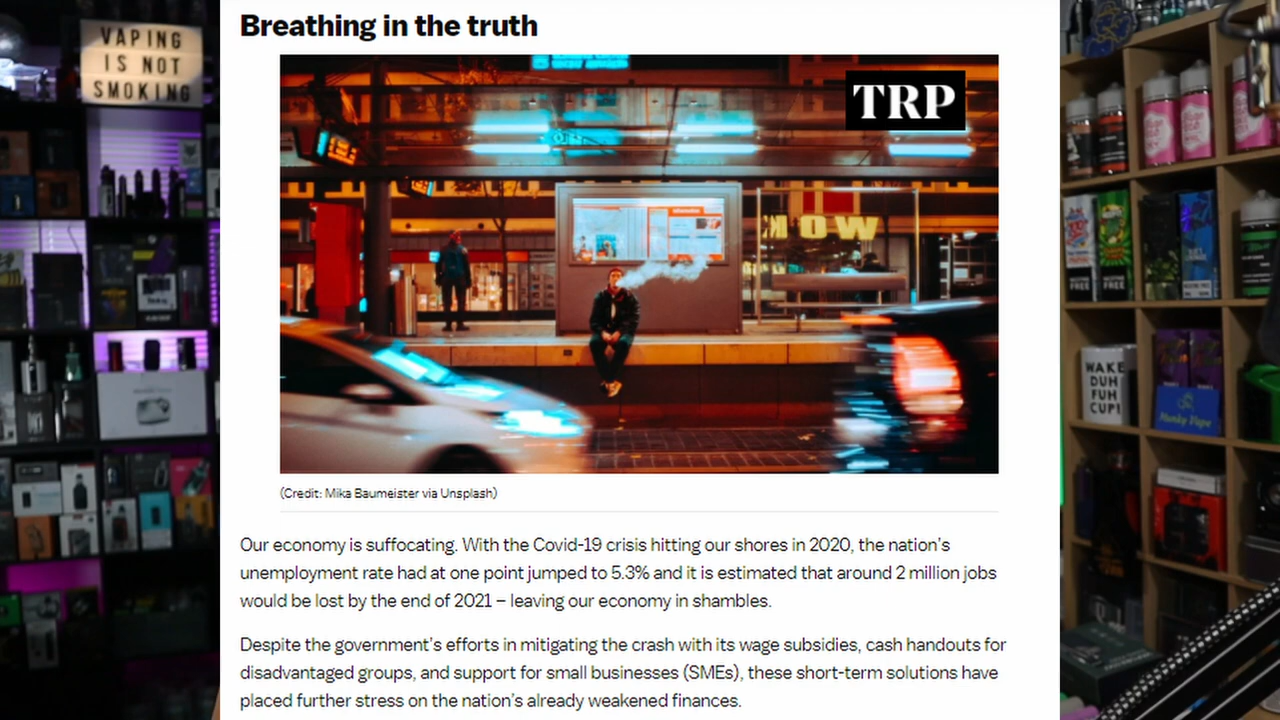 Breathing in the truth
VAPING
IS NOT
SMOKING
TRP
WOK
(Credit: Mika Baumeister via Unsplash)
Our economy is suffocating. With the Covid-19 crisis hitting our shores in 2020, the nation's
unemployment rate had at one point jumped to 5.3% and it is estimated that around 2 million jobs
would be lost by the end of 2021 – leaving our economy in shambles.
Despite the government's efforts in mitigating the crash with its wage subsidies, cash handouts for
disadvantaged groups, and support for small businesses (SMEs), these short-term solutions have
placed further stress on the nation's already weakened finances.
WAKE
DUH
FUH
CUP!
Hunky Vape